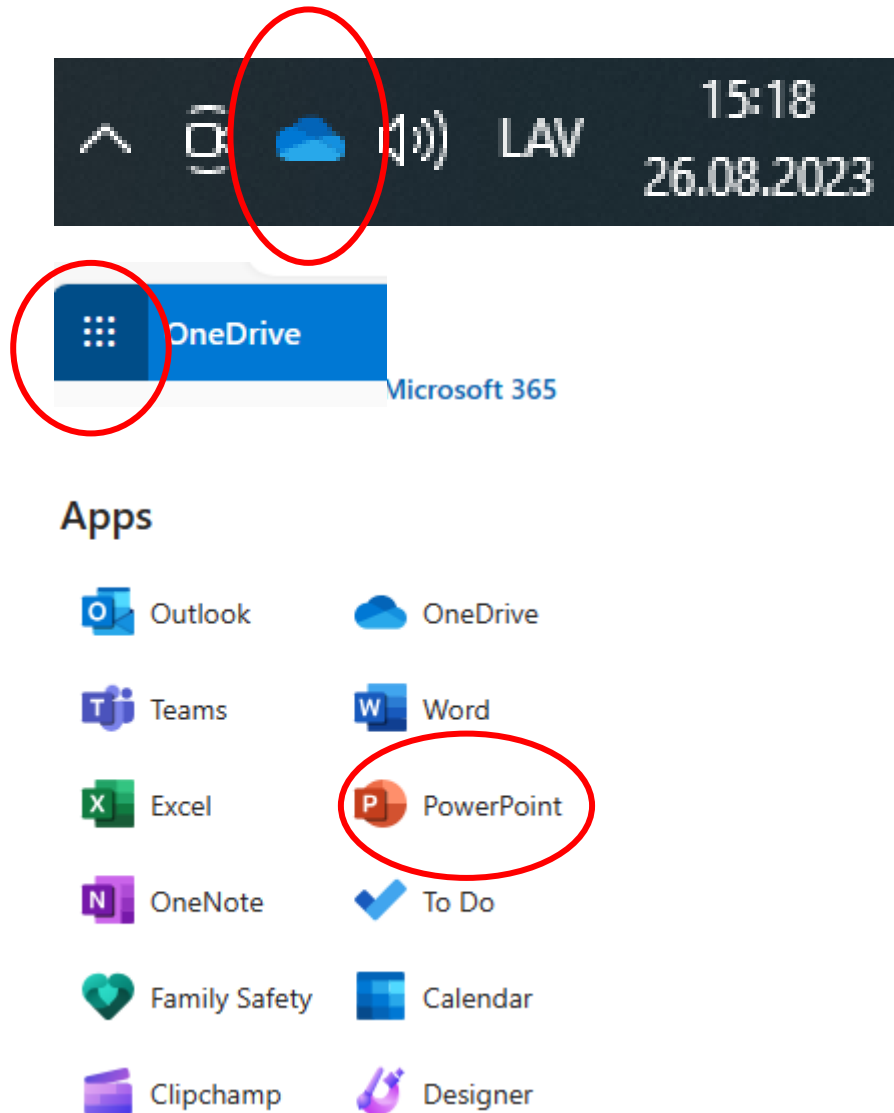 15:18
LAV
26.08.2023
OneDrive
Microsoft 365
Apps
Outlook OneDrive
Teams Word
Excel PowerPoint
OneNote To Do
Family Safety Calendar
Clipchamp Designer